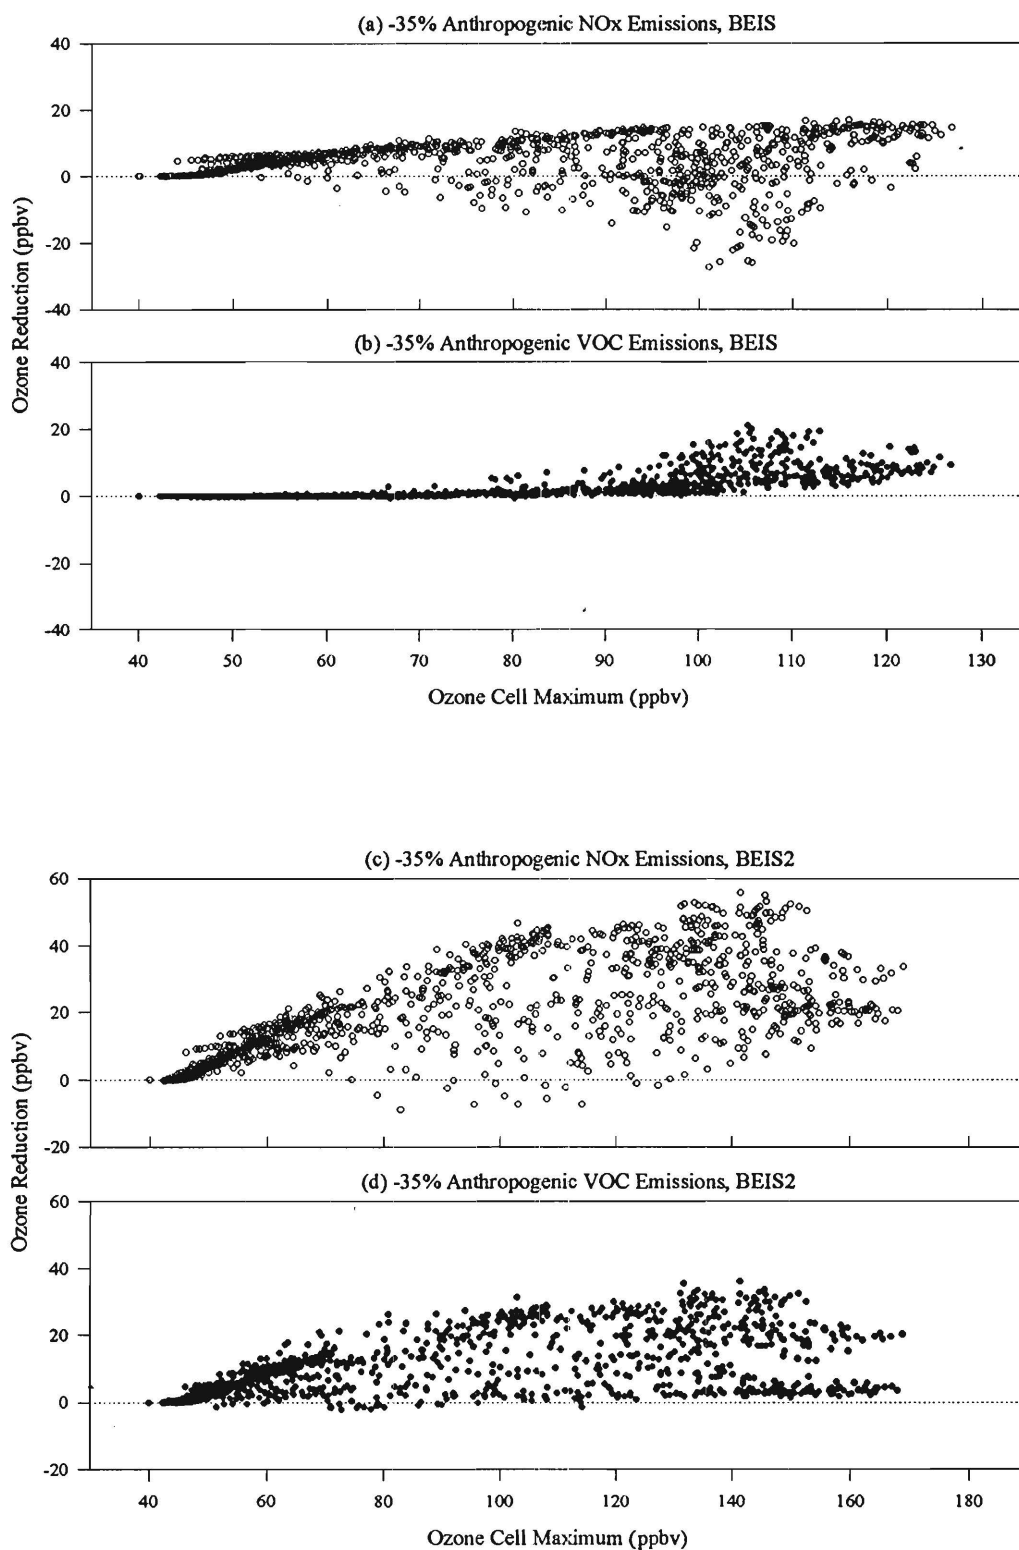 (a) -35% Anthropogenic NOx Emissions, BEIS
40
20
0
-20
-40
(b) -35% Anthropogenic VOC Emissions, BEIS
40
20
0
-20
-40
Ozone Reduction (ppbv)
40 50 60 70 80 90 100 110 120 130
Ozone Cell Maximum (ppbv)
(c) -35% Anthropogenic NOx Emissions, BEIS2
60
40
20
0
-20
(d) -35% Anthropogenic VOC Emissions, BEIS2
60
40
20
0
-20
Ozone Reduction (ppbv)
40 60 80 100 120 140 160 180
Ozone Cell Maximum (ppbv)